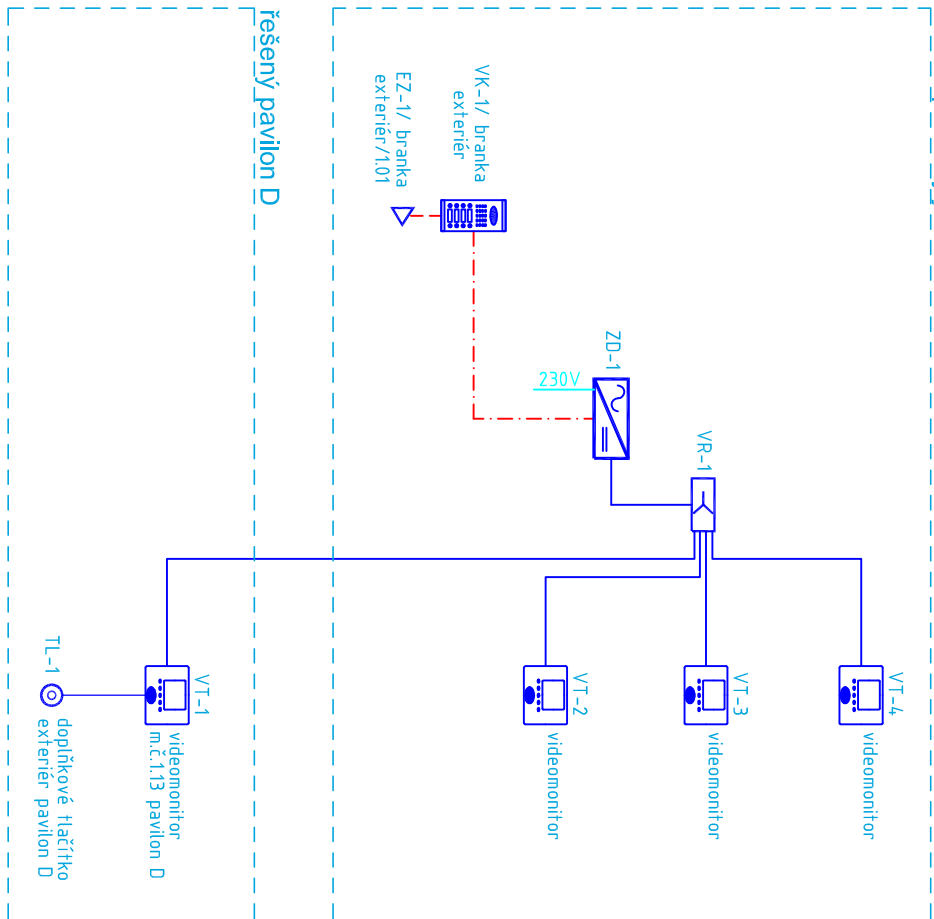 řešený pavilon D
VK-1/ branka
exteriér
EZ-1/ branka
exteriér/1.01
ZD-1
230V
VR-1
VT-4
videomonitor
VT-3
videomonitor
VT-2
videomonitor
VT-1
videomonitor
m.č.1.13 pavilon D
TL-1
doplňkové tlačítko
exteriér pavilon D